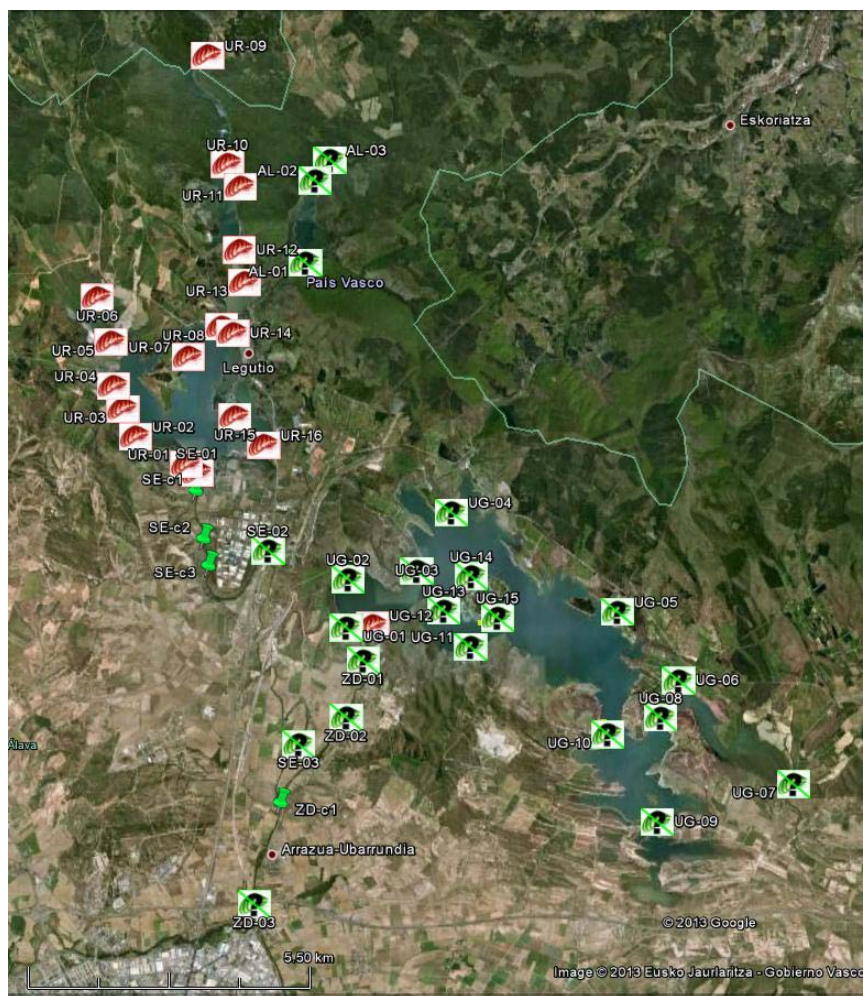 UR-09
Eskoriatza
UR-10
AL-03
AL-02
UR-11
UR-12
AL-01
UR-13
País Vasco
UR-06
UR-08
UR-14
UR-05
UR-07
Legutio
UR-04
UR-03
UR-02
UR-15
UR-16
UR-01
SE-01
SE-c1
UG-04
SE-c2
SE-02
UG-02
UG-03
UG-14
SE-c3
UG-13
UG-15
UG-05
UG-12
UG-01
UG-11
ZD-01
UG-06
UG-08
ZD-02
UG-10
Álava
SE-03
UG-07
ZD-c1
UG-09
Arrazua-Ubarrundia
ZD-03
© 2013 Google
5.50 km
Image © 2013 Eusko Jaurlaritza - Gobierno Vasco